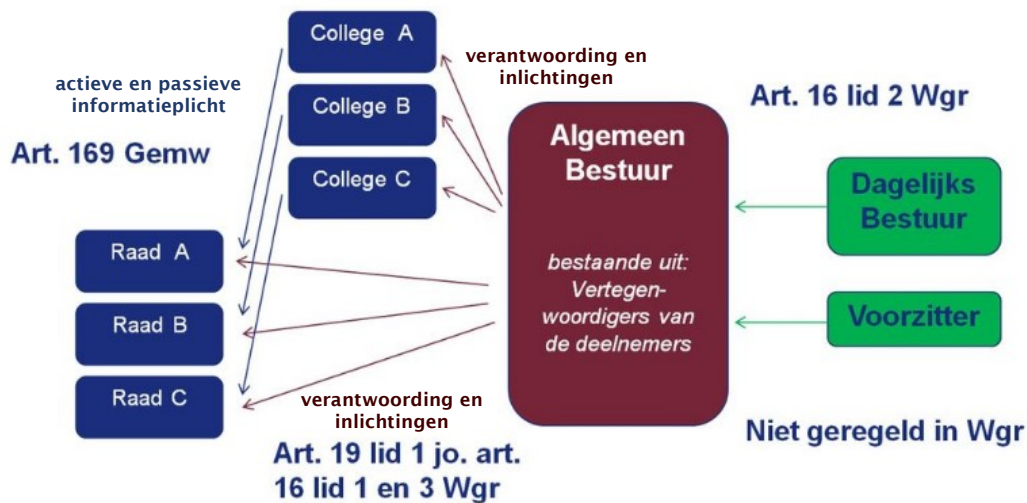 College A
verantwoording en
inlichtingen
actieve en passieve
informatieplicht
College B
Art. 16 lid 2 Wgr
Art. 169 Gemw
College C
Algemeen
Bestuur
Dagelijks
Bestuur
Raad A
bestaande uit:
Vertegen-
woordigers van
de deelnemers
Raad B
Voorzitter
Raad C
verantwoording en
inlichtingen
Niet geregeld in Wgr
Art. 19 lid 1 jo. art.
16 lid 1 en 3 Wgr